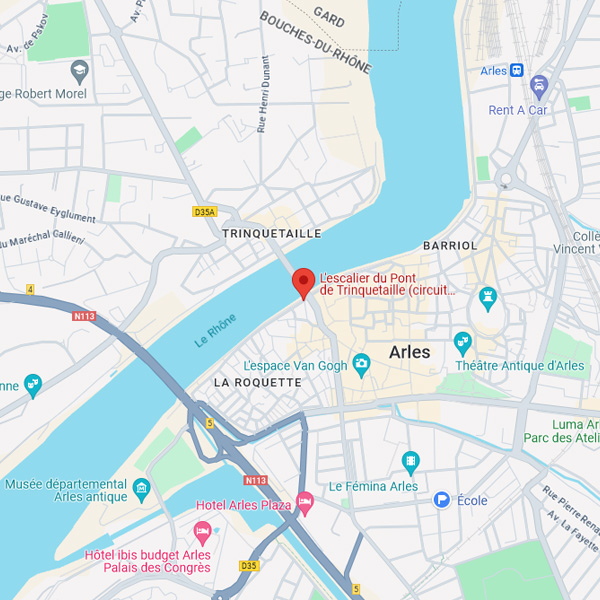 GARD
BOUCHES-DU-RHÔNE
Av. de Pskov
ge Robert Morel
Rue Henri Dunant
Arles
Rent A Car
D35A
ue Gustave Eyglument
Collè
Vincent V
u Maréchal Gallieni
TRINQUETAILLE
BARRIOL
L'escalier du Pont
de Trinquetaille (circuit...
4
N113
Le Rhône
Arles
L'espace Van Gogh
Théâtre Antique d'Arles
nne
LA ROQUETTE
5
Luma Arl
Parc des Ateli
N113
Musée départemental
Arles antique
Le Fémina Arles
Hotel Arles Plaza
École
Rue Pierre Rena
Av. La Fayette
Hôtel ibis budget Arles
Palais des Congrès
D35
5